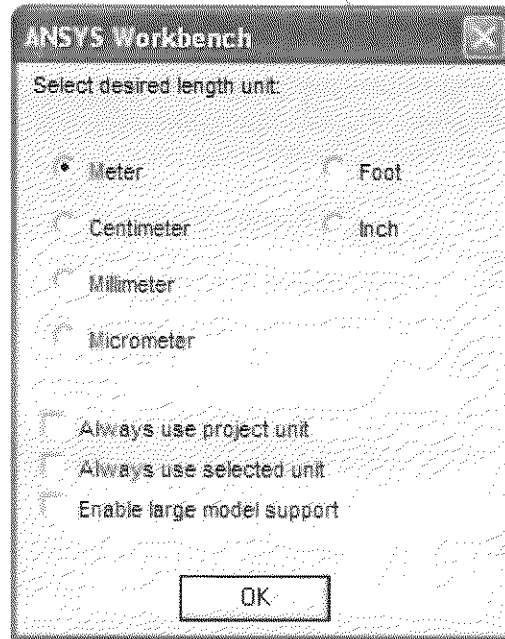 ANSYS Workbench
Select desired length unit:
Meter
Foot
Centimeter
Inch
Millimeter
Micrometer
Always use project unit
Always use selected unit
Enable large model support
OK